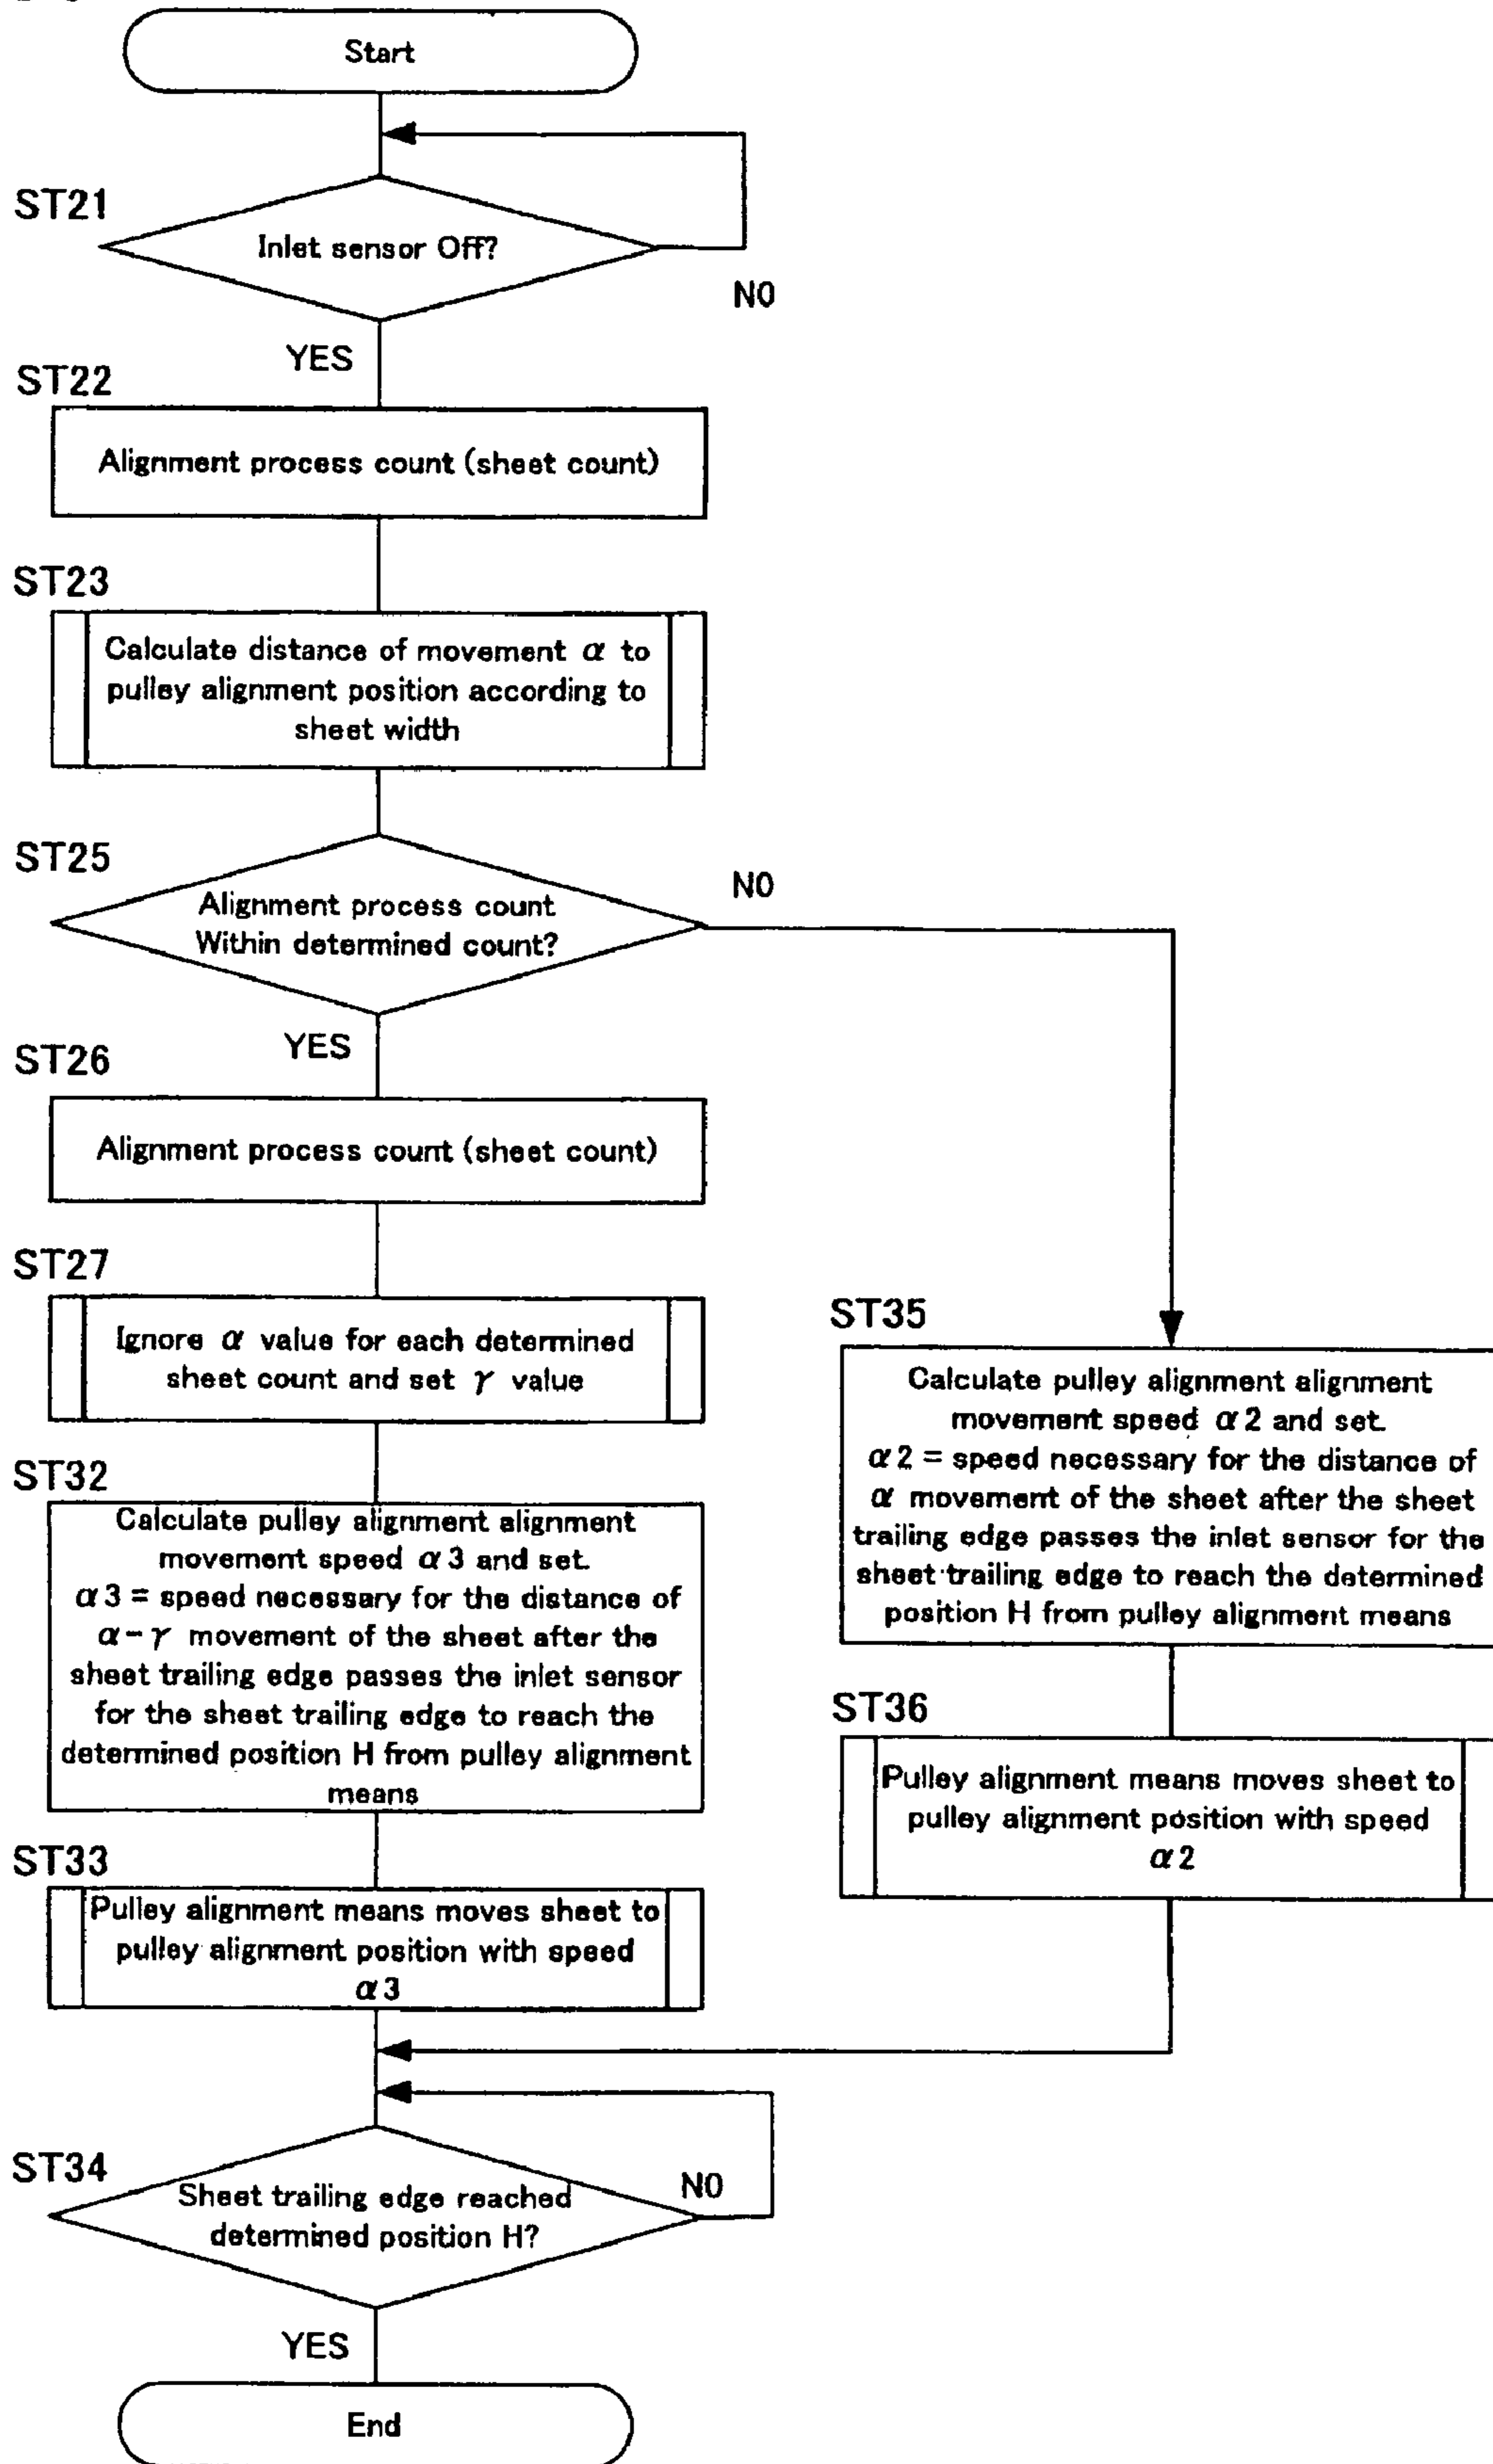 Start
ST21
Inlet sensor Off?
NO
YES
ST22
Alignment process count (sheet count)
ST23
Calculate distance of movement α to
pulley alignment position according to
sheet width
ST25
Alignment process count
Within determined count?
NO
YES
ST26
Alignment process count (sheet count)
ST27
Ignore α value for each determined
sheet count and set γ value
ST32
Calculate pulley alignment alignment
movement speed α3 and set.
α3 = speed necessary for the distance of
α-γ movement of the sheet after the
sheet trailing edge passes the inlet sensor
for the sheet trailing edge to reach the
determined position H from pulley alignment
means
ST33
Pulley alignment means moves sheet to
pulley alignment position with speed
α3
ST35
Calculate pulley alignment alignment
movement speed α2 and set.
α2 = speed necessary for the distance of
α movement of the sheet after the sheet
trailing edge passes the inlet sensor for the
sheet trailing edge to reach the determined
position H from pulley alignment means
ST36
Pulley alignment means moves sheet to
pulley alignment position with speed
α2
ST34
Sheet trailing edge reached
determined position H?
NO
YES
End